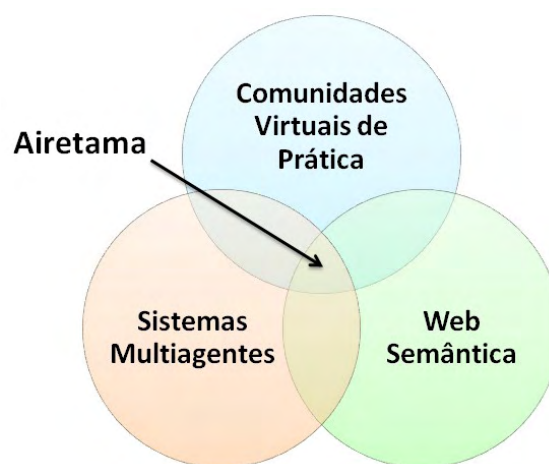 Comunidades
Virtuais de
Prática
Airetama
Sistemas
Multiagentes
Web
Semântica